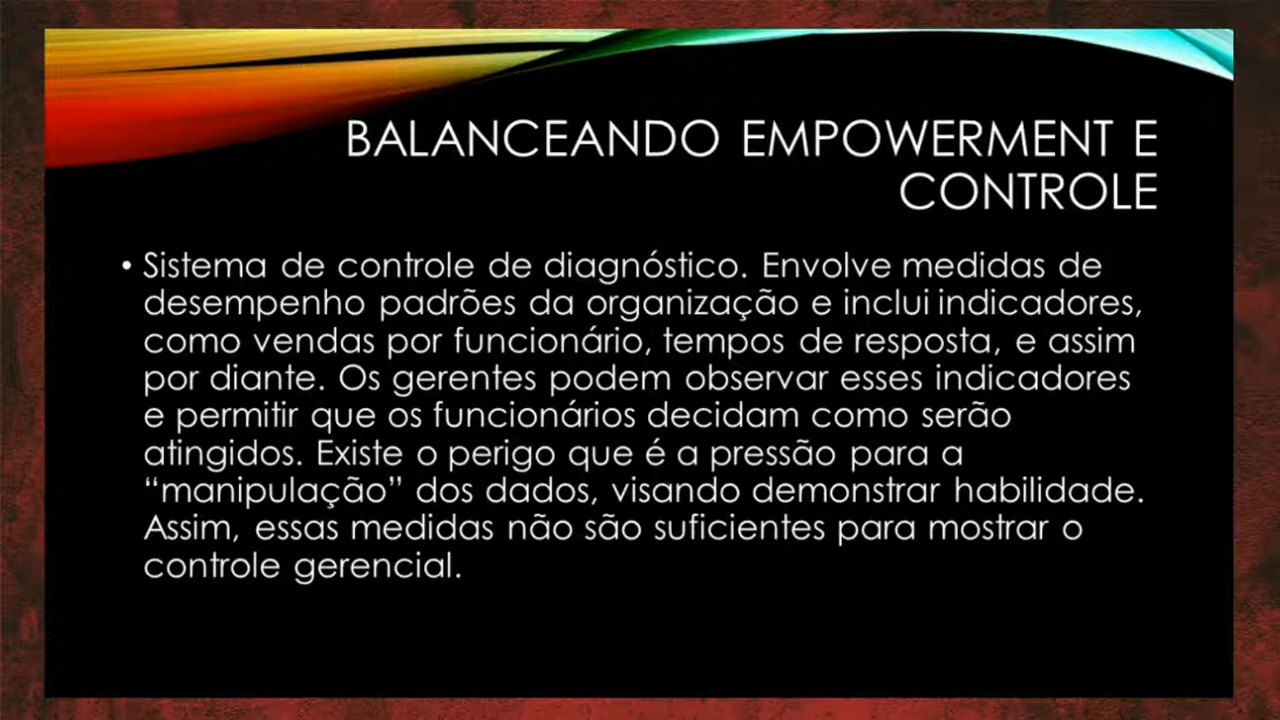 BALANCEANDO EMPOWERMENT E
CONTROLE
• Sistema de controle de diagnóstico. Envolve medidas de
desempenho padrões da organização e inclui indicadores,
como vendas por funcionário, tempos de resposta, e assim
por diante. Os gerentes podem observar esses indicadores
e permitir que os funcionários decidam como serão
atingidos. Existe o perigo que é a pressão para a
“manipulação” dos dados, visando demonstrar habilidade.
Assim, essas medidas não são suficientes para mostrar o
controle gerencial.